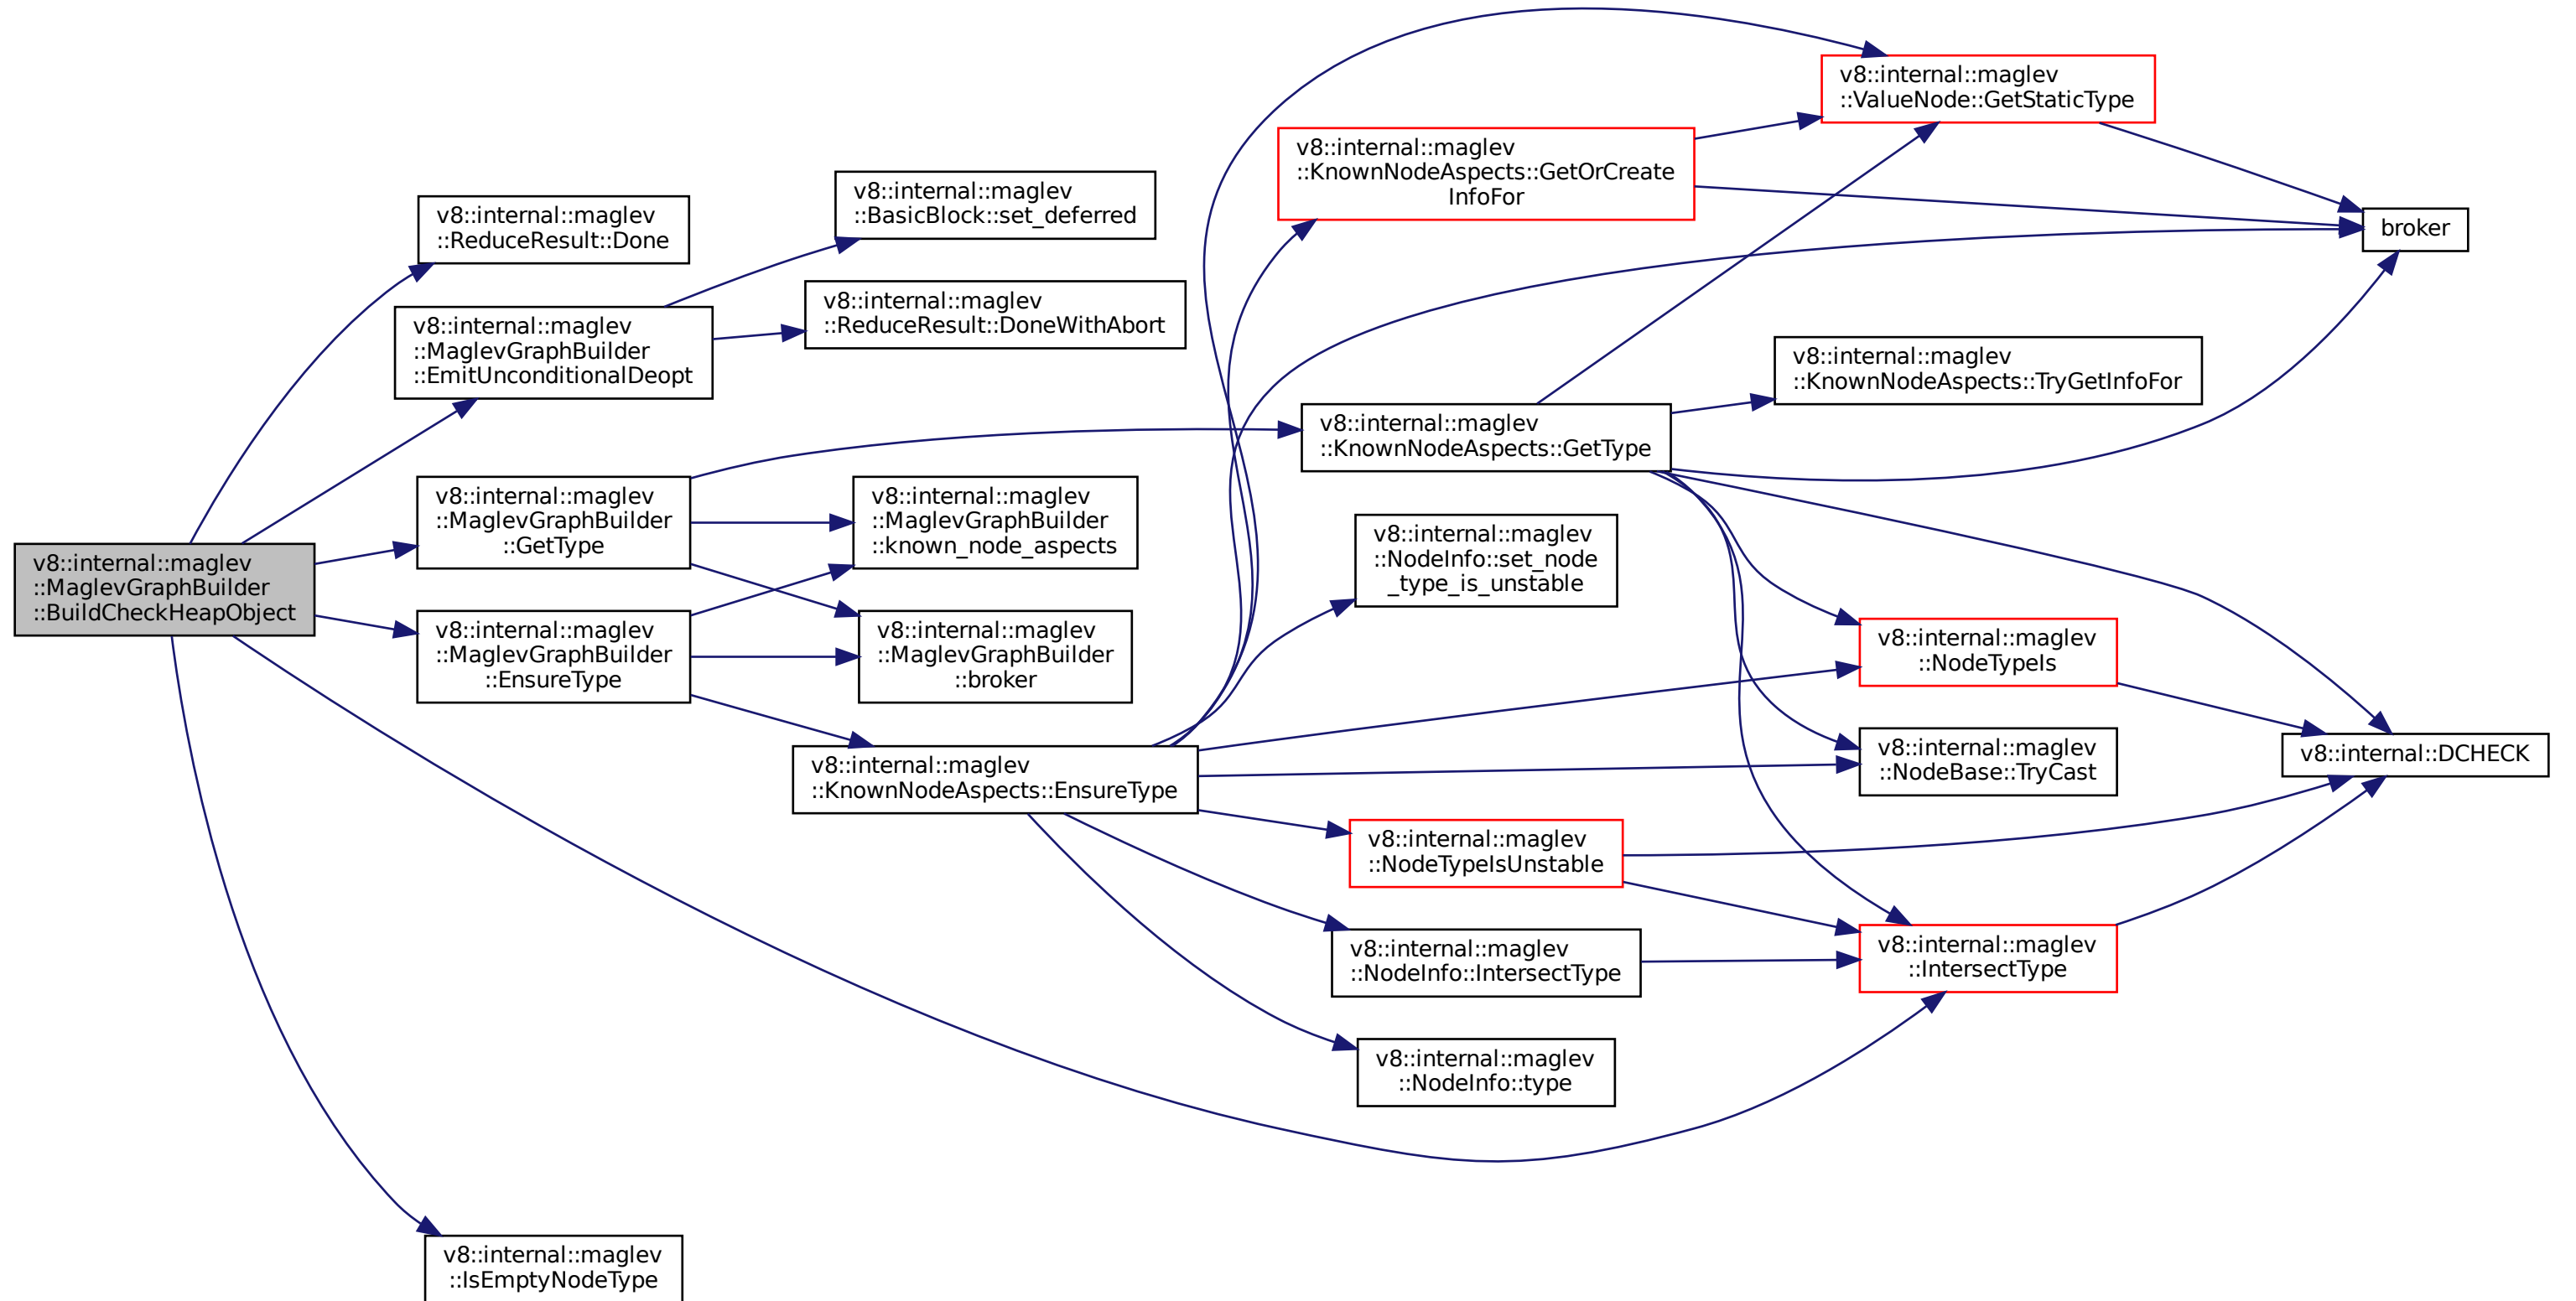 v8::internal::maglev
::MaglevGraphBuilder
::BuildCheckHeapObject
v8::internal::maglev
::ReduceResult::Done
v8::internal::maglev
::MaglevGraphBuilder
::EmitUnconditionalDeopt
v8::internal::maglev
::MaglevGraphBuilder
::GetType
v8::internal::maglev
::MaglevGraphBuilder
::EnsureType
v8::internal::maglev
::IsEmptyNodeType
v8::internal::maglev
::BasicBlock::set_deferred
v8::internal::maglev
::ReduceResult::DoneWithAbort
v8::internal::maglev
::MaglevGraphBuilder
::known_node_aspects
v8::internal::maglev
::MaglevGraphBuilder
::broker
v8::internal::maglev
::KnownNodeAspects::EnsureType
v8::internal::maglev
::KnownNodeAspects::GetOrCreate
InfoFor
v8::internal::maglev
::KnownNodeAspects::GetType
v8::internal::maglev
::NodeInfo::set_node
_type_is_unstable
v8::internal::maglev
::NodeTypeIsUnstable
v8::internal::maglev
::NodeInfo::IntersectType
v8::internal::maglev
::NodeInfo::type
v8::internal::maglev
::ValueNode::GetStaticType
v8::internal::maglev
::KnownNodeAspects::TryGetInfoFor
v8::internal::maglev
::NodeTypeIs
v8::internal::maglev
::NodeBase::TryCast
v8::internal::maglev
::IntersectType
broker
v8::internal::DCHECK